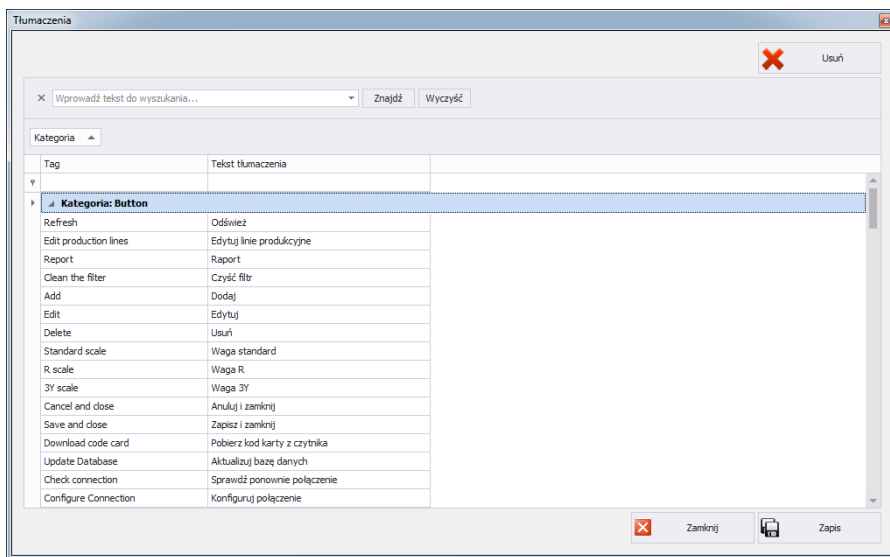 Tłumaczenia
Usuń
Wprowadź tekst do wyszukania...
Znajdź
Wyczyść
Kategoria
Tag Tekst tłumaczenia
Kategoria: Button
Refresh Odśwież
Edit production lines Edytuj linie produkcyjne
Report Raport
Clean the filter Czyść filtr
Add Dodaj
Edit Edytuj
Delete Usuń
Standard scale Waga standard
R scale Waga R
3Y scale Waga 3Y
Cancel and close Anuluj i zamknij
Save and close Zapisz i zamknij
Download code card Pobierz kod karty z czytnika
Update Database Aktualizuj bazę danych
Check connection Sprawdź ponownie połączenie
Configure Connection Konfiguruj połączenie
Zamknij Zapis